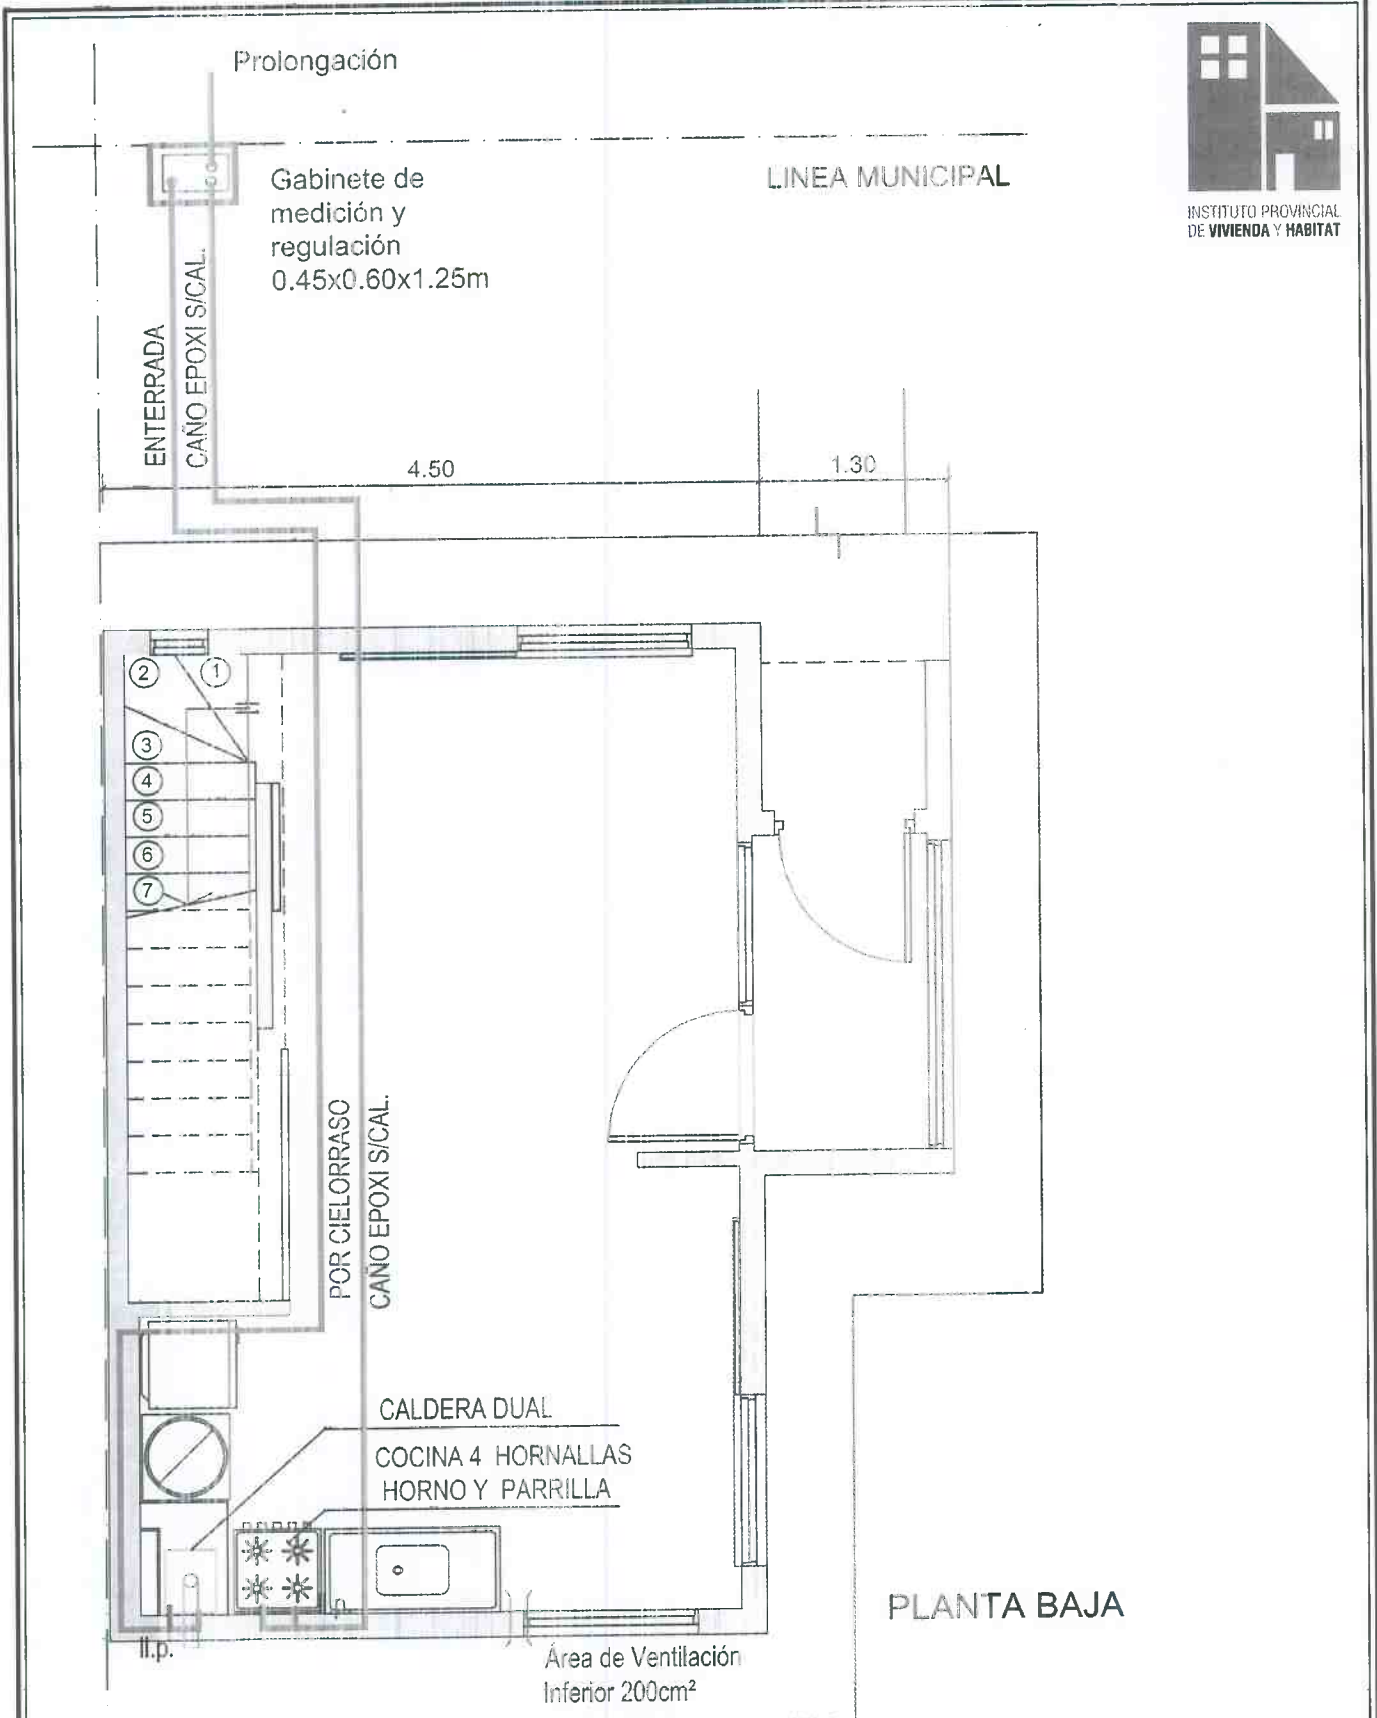 Prolongación
INSTITUTO PROVINCIAL
DE VIVIENDA Y HABITAT
LINEA MUNICIPAL
Gabinete de
medición y
regulación
0.45x0.60x1.25m
ENTERRADA
CAÑO EPOXI S/CAL.
4.50
1.30
2
1
3
4
5
6
7
POR CIELORRASO
CAÑO EPOXI S/CAL.
CALDERA DUAL
COCINA 4 HORNALLAS
HORNO Y PARRILLA
PLANTA BAJA
ll.p.
Área de Ventilación
Inferior 200cm²